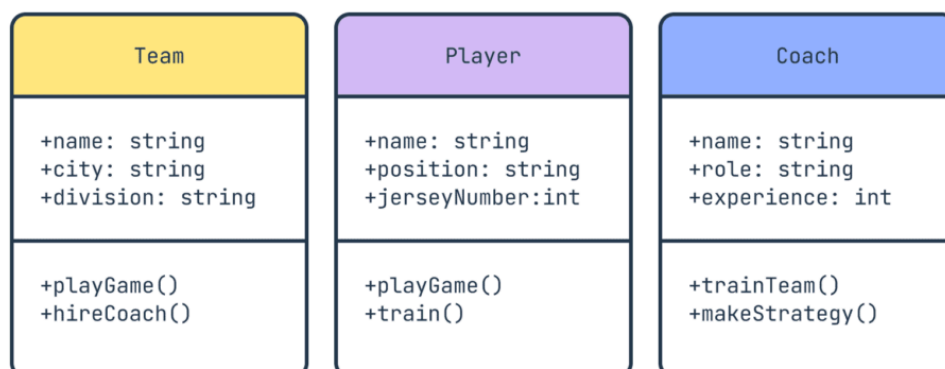 Team
+name: string
+city: string
+division: string
+playGame()
+hireCoach()
Player
+name: string
+position: string
+jerseyNumber:int
+playGame()
+train()
Coach
+name: string
+role: string
+experience: int
+trainTeam()
+makeStrategy()